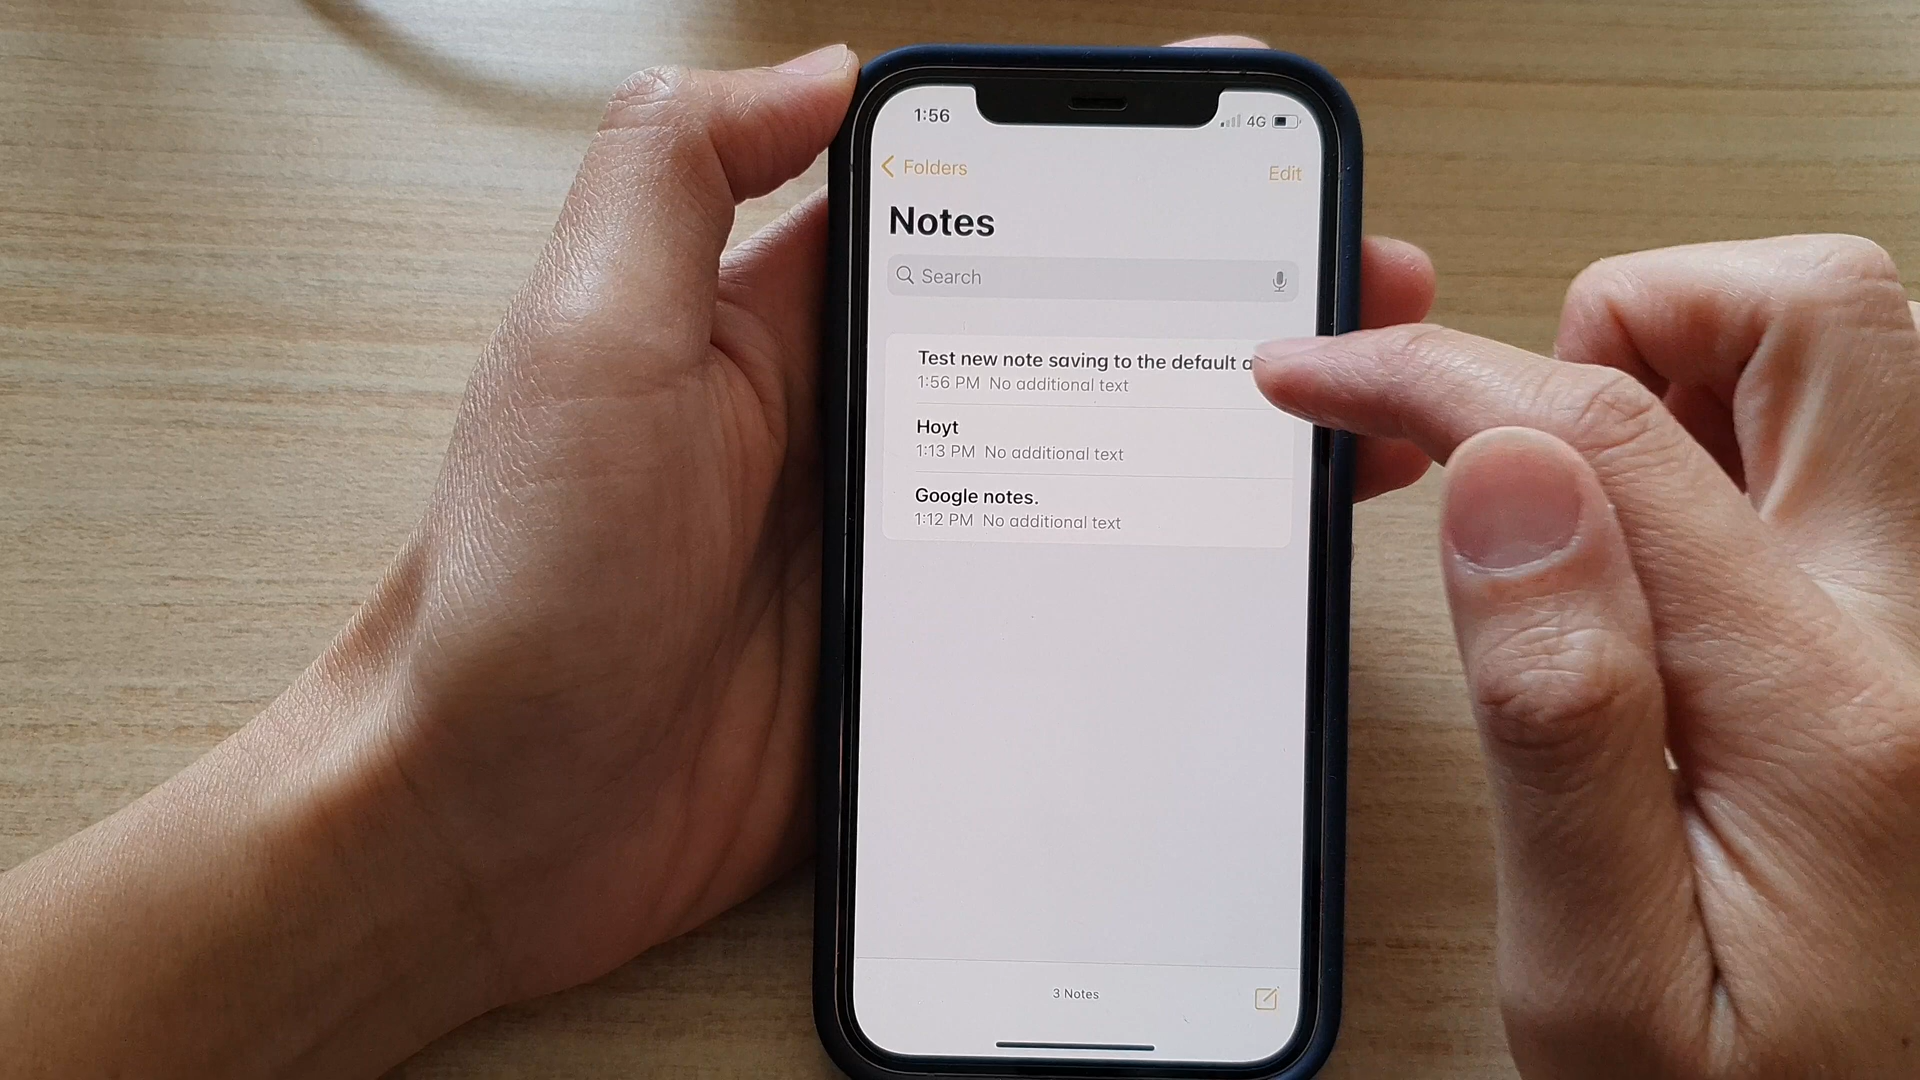 1:56
4G
Folders
Edit
Notes
Search
Test new note saving to the default
1:56 PM No additional text
Hoyt
1:13 PM No additional text
Google notes.
1:12 PM No additional text
3 Notes